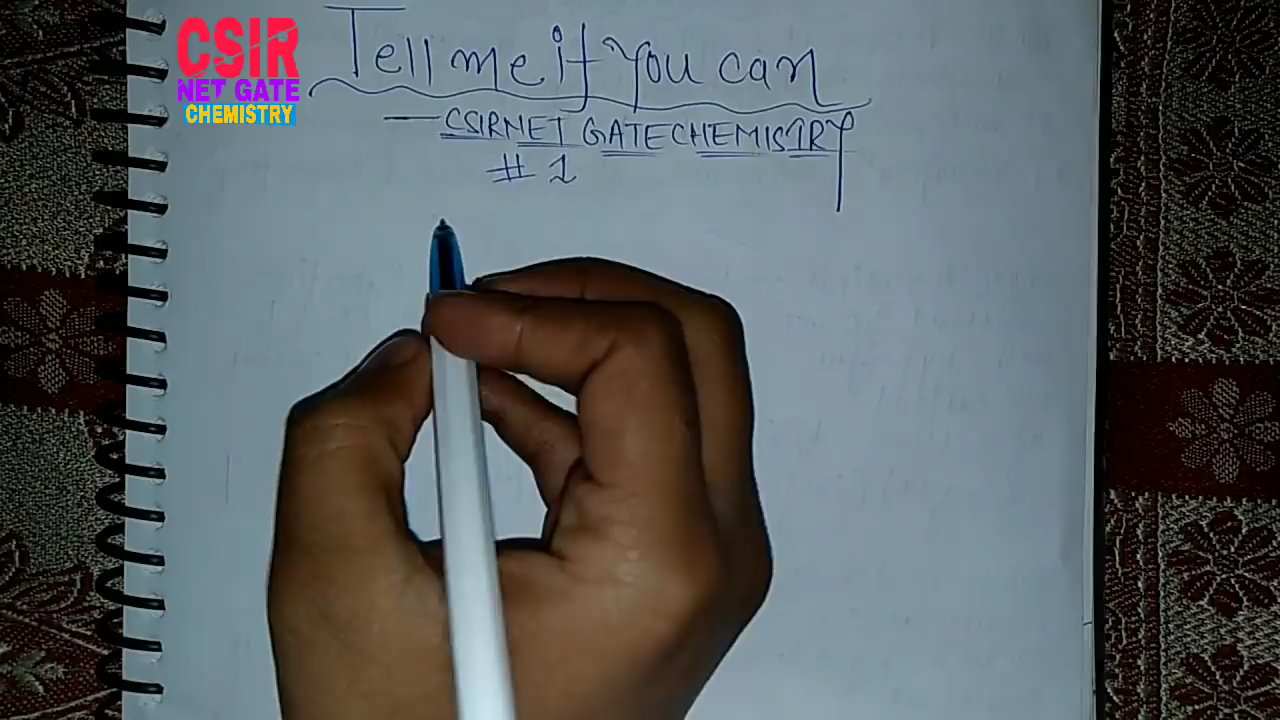 CSIR
NET GATE
CHEMISTRY
Tell me if you can
— CSIRNET GATECHEMISTRY
# 1